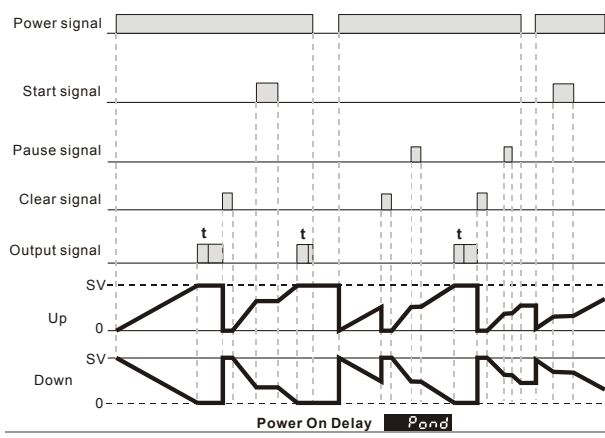 Power signal
Start signal
Pause signal
Clear signal
t
t
t
Output signal
SV
Up
0
SV
Down
0
Power On Delay Pond